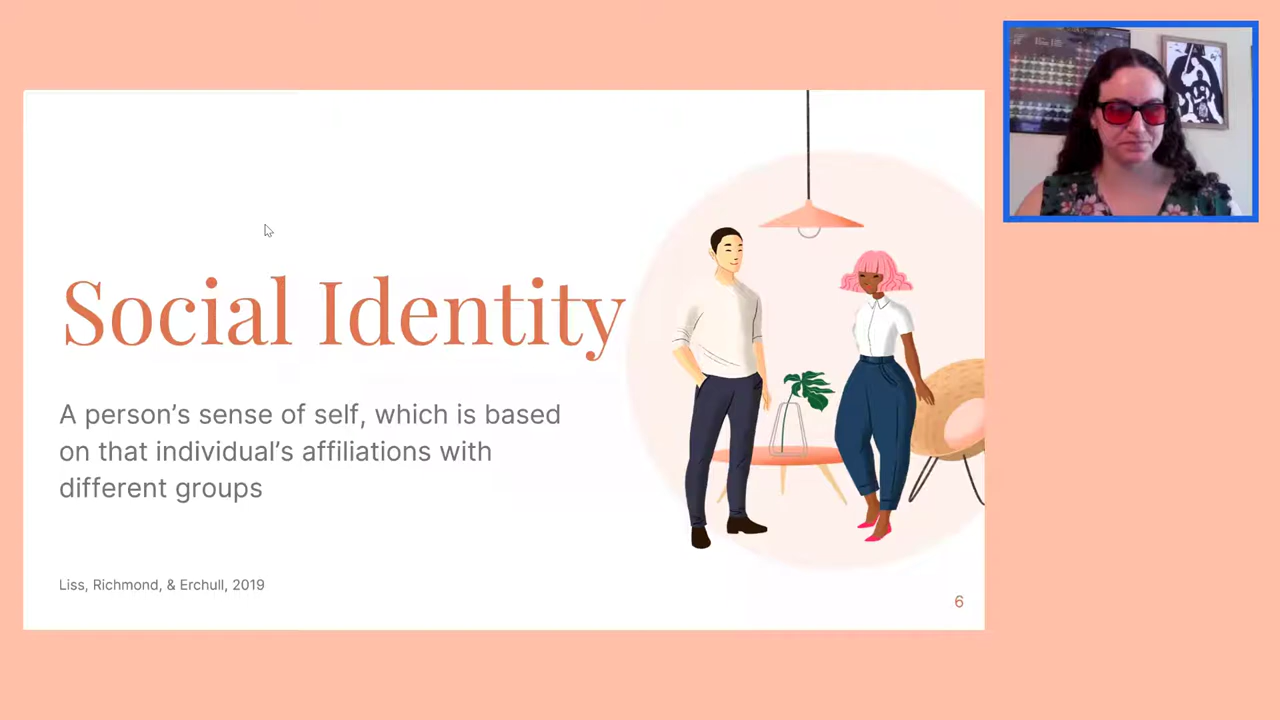 Social Identity
A person’s sense of self, which is based
on that individual’s affiliations with
different groups
Liss, Richmond, & Erchull, 2019
6